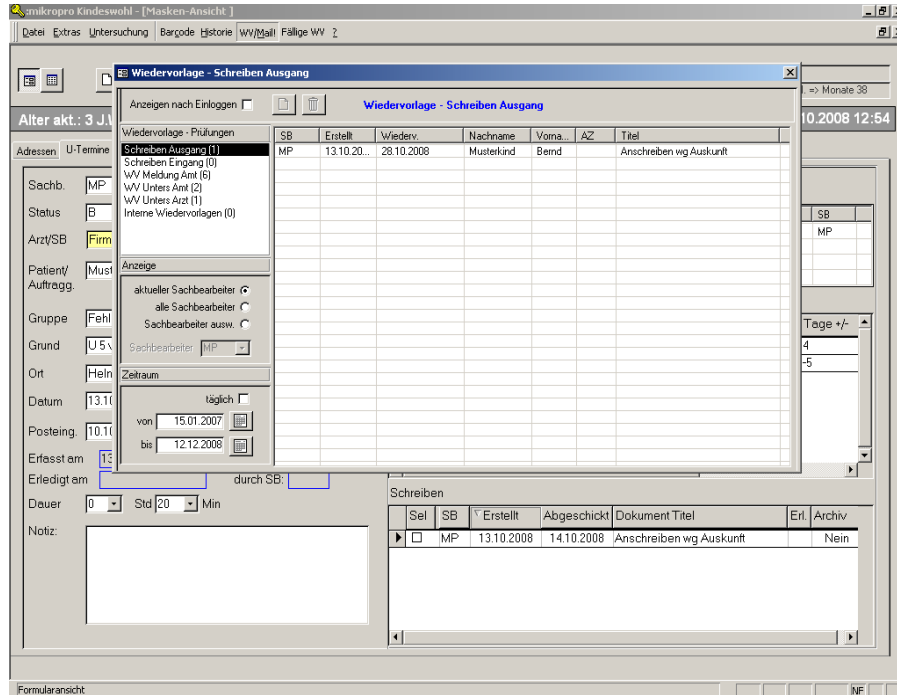 :mikropro Kindeswohl - [Masken-Ansicht ]
Datei Extras Untersuchung Barcode Historie WV/Mail! Fällige WV ?
Wiedervorlage - Schreiben Ausgang
=> Monate 38
Anzeigen nach Einloggen
Wiedervorlage - Schreiben Ausgang
Alter akt.: 3 J.
10.2008 12:54
Wiedervorlage - Prüfungen
SB Erstellt Wiederv. Nachname Vorna... AZ Titel
Adressen U-Termine
Schreiben Ausgang (1)
MP 13.10.20... 28.10.2008 Musterkind Bernd Anschreiben wg Auskunft
Schreiben Eingang (0)
WV Meldung Amt (6)
WV Unters Amt (2)
WV Unters Arzt (1)
Interne Wiedervorlagen (0)
Sachb. MP
Status B
SB
Arzt/SB Firm
MP
Anzeige
Patient/ Must
Auftragg.
aktueller Sachbearbeiter
alle Sachbearbeiter
Sachbearbeiter ausw.
Gruppe Fehl
Tage +/-
Grund U 5 v
Sachbearbeiter MP
4
-5
Ort Heln
Zeitraum
täglich
Datum 13.10
von 15.01.2007
Posteing. 10.10
bis 12.12.2008
Erfasst am 13
Erledigt am durch SB:
Schreiben
Dauer 0 Std 20 Min
Sel SB Erstellt Abgeschickt Dokument Titel Erl. Archiv
Notiz:
MP 13.10.2008 14.10.2008 Anschreiben wg Auskunft Nein
Formularansicht
NF